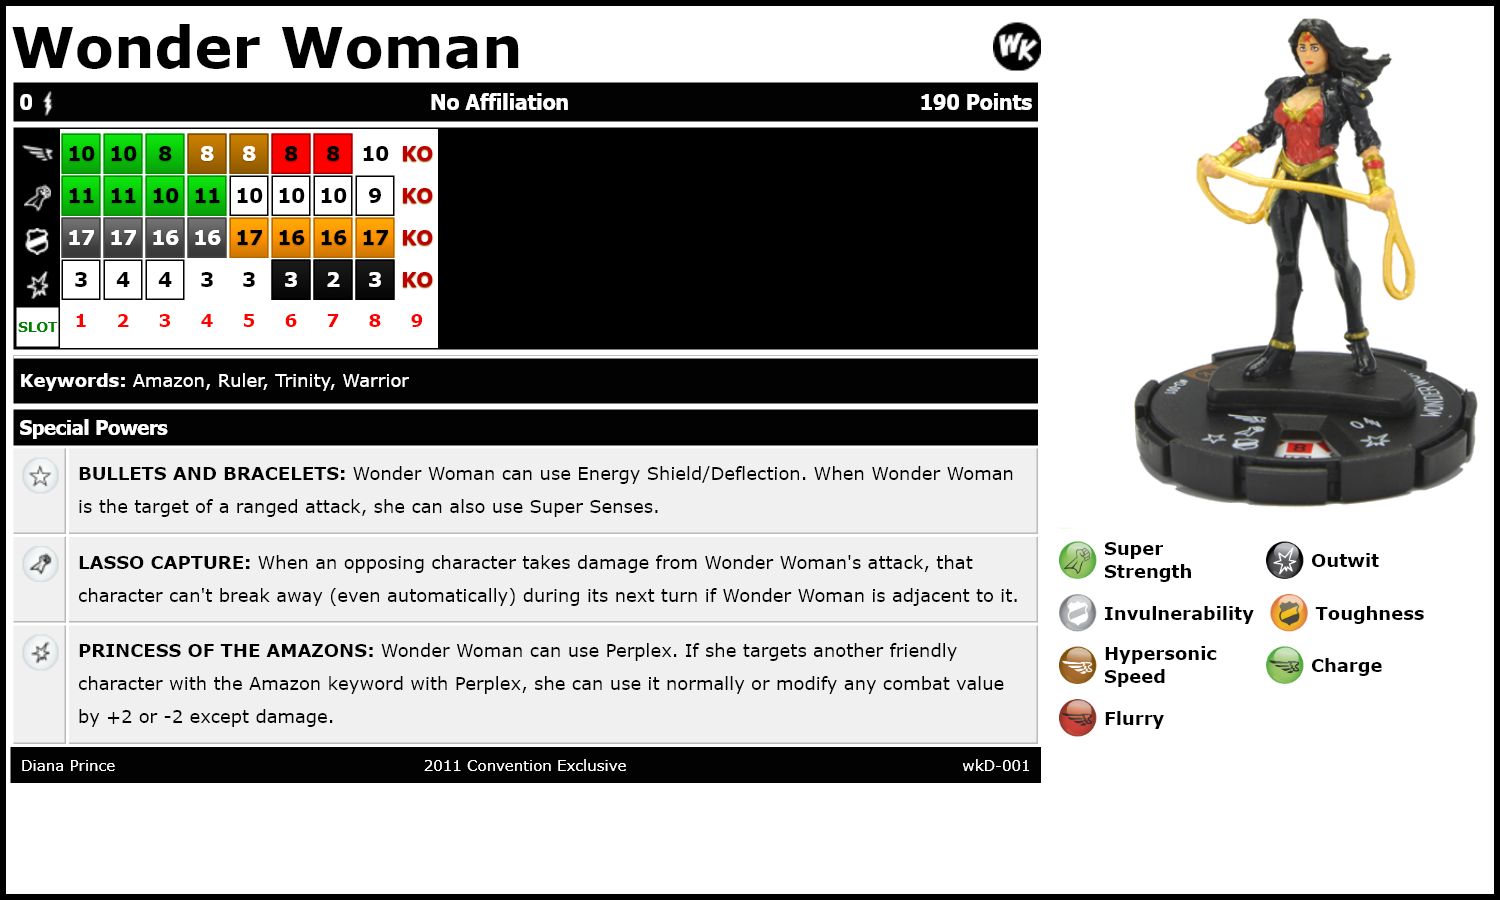 Wonder Woman
WK
0 No Affiliation 190 Points
10 10 8 8 8 8 8 10 KO
11 11 10 11 10 10 10 9 KO
17 17 16 16 17 16 16 17 KO
3 4 4 3 3 3 2 3 KO
SLOT 1 2 3 4 5 6 7 8 9
Keywords: Amazon, Ruler, Trinity, Warrior
Special Powers
BULLETS AND BRACELETS: Wonder Woman can use Energy Shield/Deflection. When Wonder Woman
is the target of a ranged attack, she can also use Super Senses.
LASSO CAPTURE: When an opposing character takes damage from Wonder Woman's attack, that
character can't break away (even automatically) during its next turn if Wonder Woman is adjacent to it.
PRINCESS OF THE AMAZONS: Wonder Woman can use Perplex. If she targets another friendly
character with the Amazon keyword with Perplex, she can use it normally or modify any combat value
by +2 or -2 except damage.
Diana Prince 2011 Convention Exclusive wkD-001
8
0
Super
Strength
Outwit
Invulnerability
Toughness
Hypersonic
Speed
Charge
Flurry